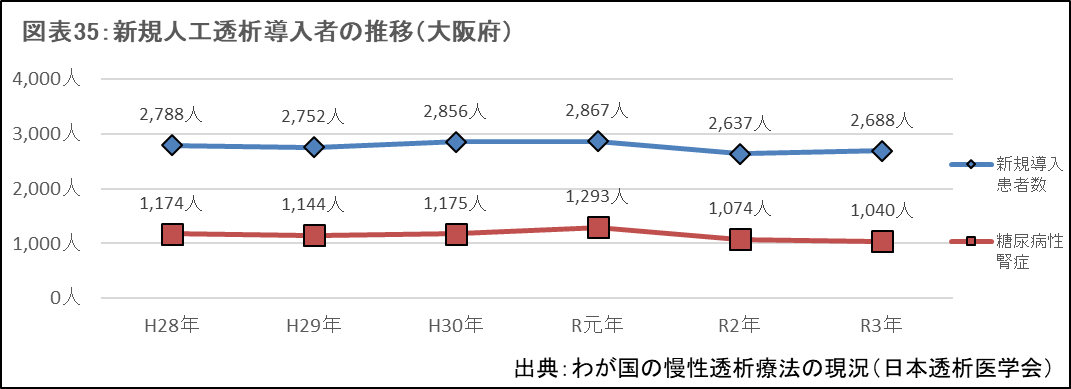 図表35：新規人工透析導入者の推移（大阪府）
4,000人
3,000人
2,000人
1,000人
0人
2,788人 2,752人 2,856人 2,867人 2,637人 2,688人
1,174人 1,144人 1,175人 1,293人 1,074人 1,040人
H28年 H29年 H30年 R元年 R2年 R3年
新規導入
患者数
糖尿病性
腎症
出典：わが国の慢性透析療法の現況（日本透析医学会）